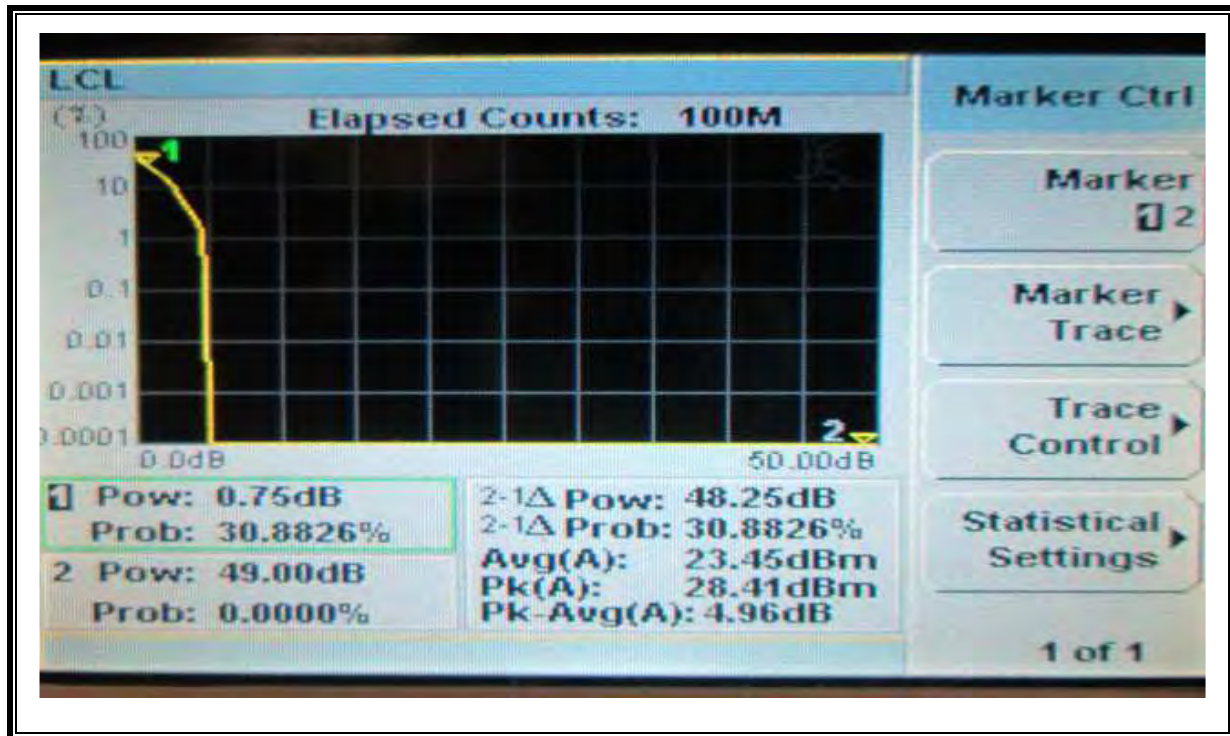 LCL
(%)
Elapsed Counts: 100M
100
10
1
0.1
0.01
0.001
0.0001
1
2
0.0dB
50.00dB
1 Pow: 0.75dB
Prob: 30.8826%
2 Pow: 49.00dB
Prob: 0.0000%
2-1Δ Pow: 48.25dB
2-1Δ Prob: 30.8826%
Avg(A): 23.45dBm
Pk(A): 28.41dBm
Pk-Avg(A): 4.96dB
Marker Ctrl
Marker
1 2
Marker
Trace
Trace
Control
Statistical
Settings
1 of 1